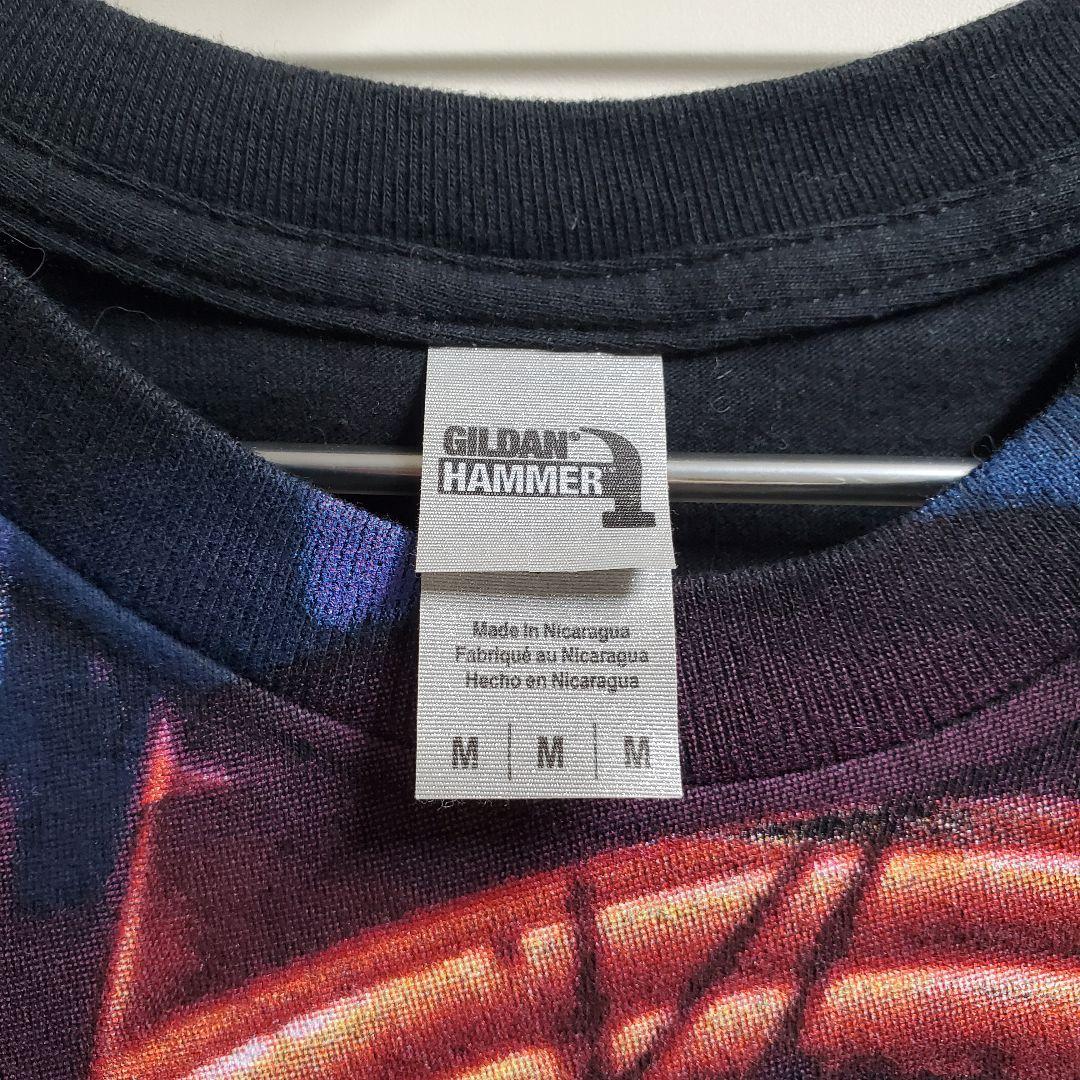 GILDAN®
HAMMER
Made in Nicaragua
Fabriqué au Nicaragua
Hecho en Nicaragua
M | M | M